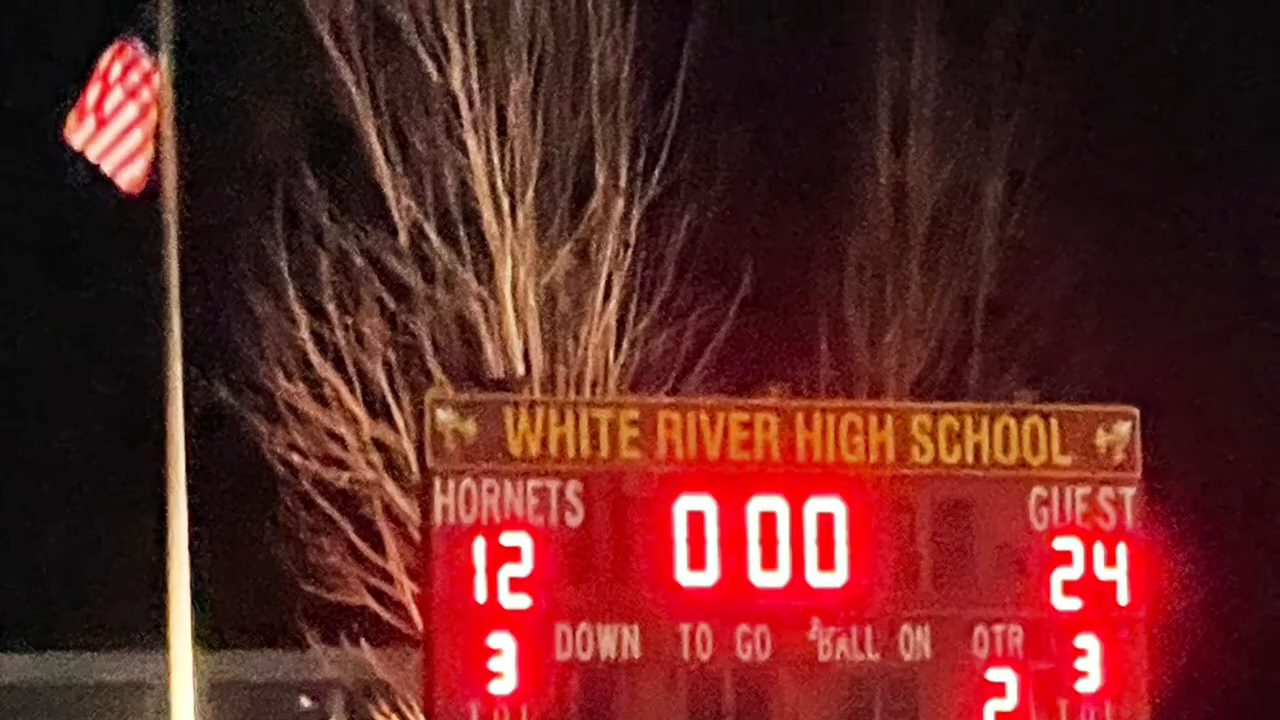 WHITE RIVER HIGH SCHOOL
HORNETS 0 00 GUEST
12 24
3 DOWN TO GO BALL ON QTR 3
2